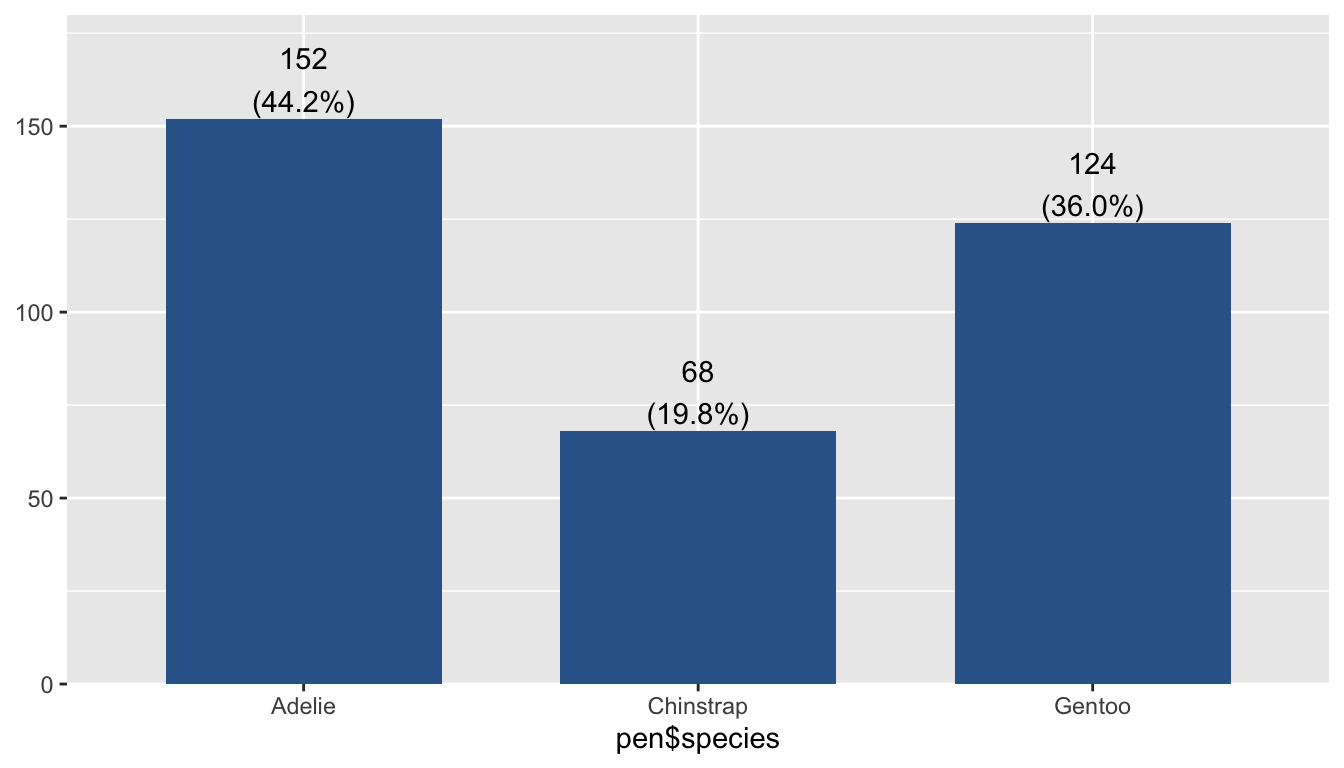 152
(44.2%)
124
(36.0%)
68
(19.8%)
150
100
50
0
Adelie
Chinstrap
Gentoo
pen$species